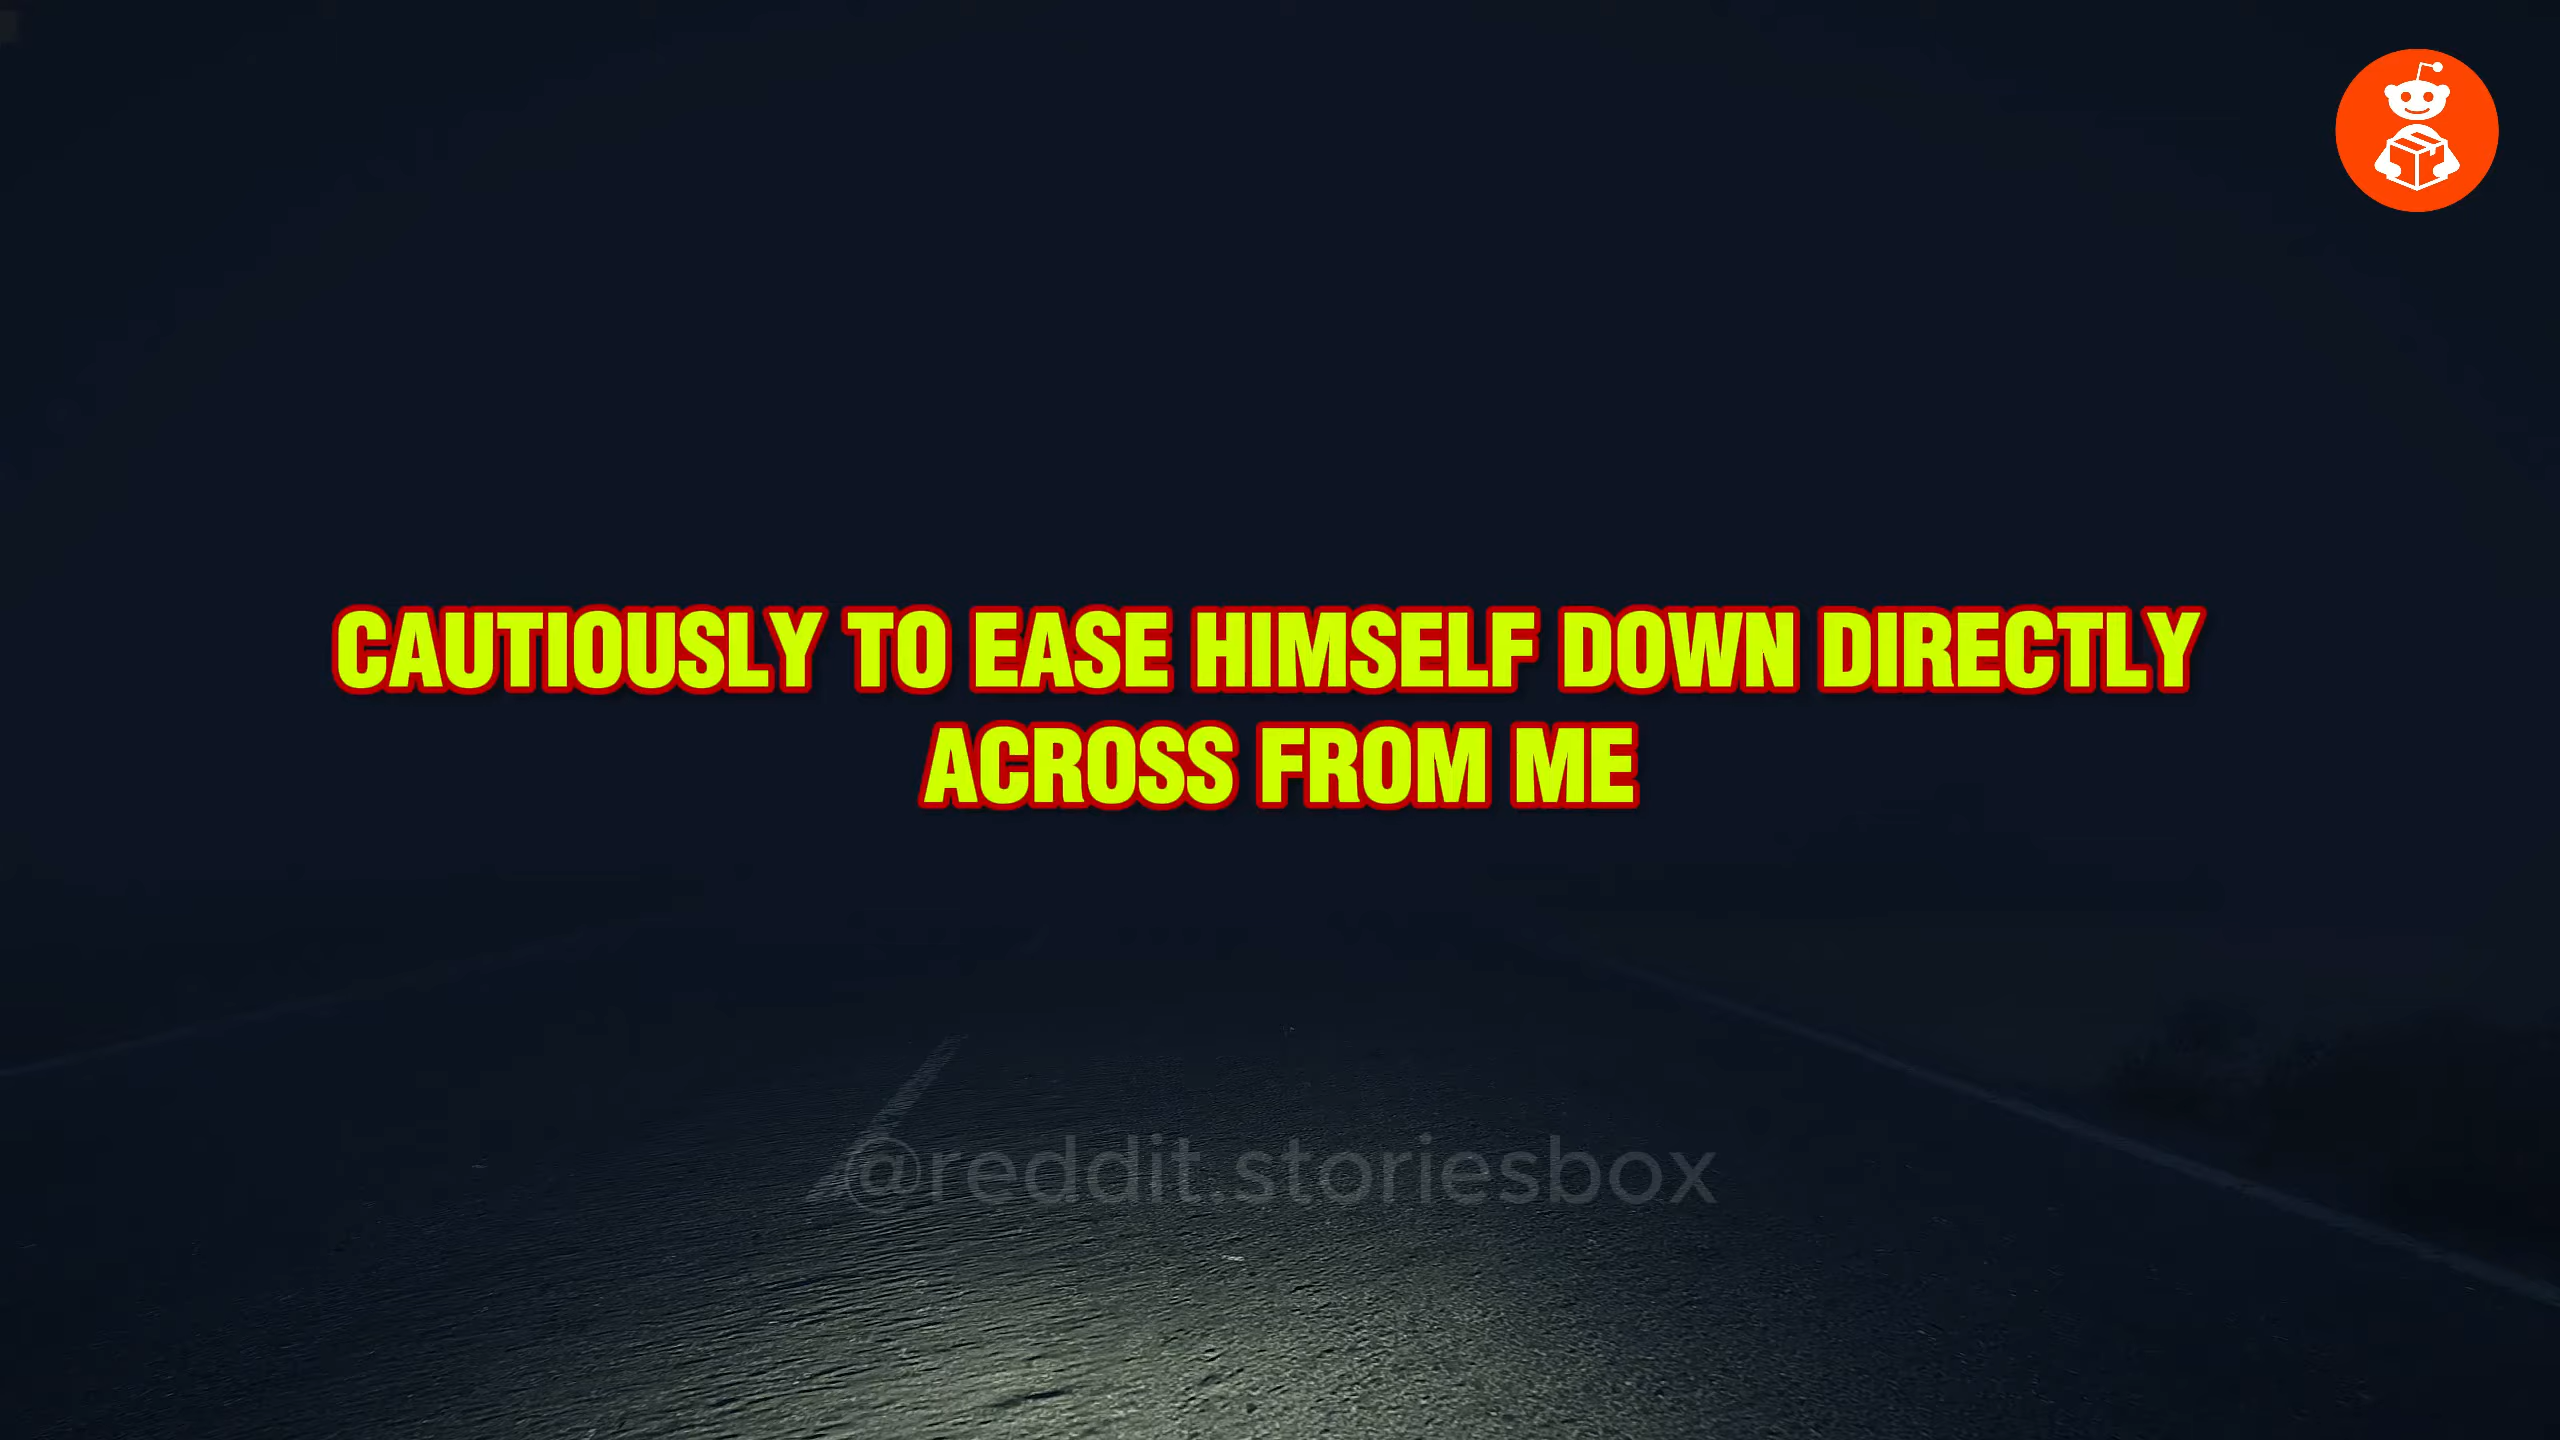 CAUTIOUSLY TO EASE HIMSELF DOWN DIRECTLY
ACROSS FROM ME
@reddit.storiesbox